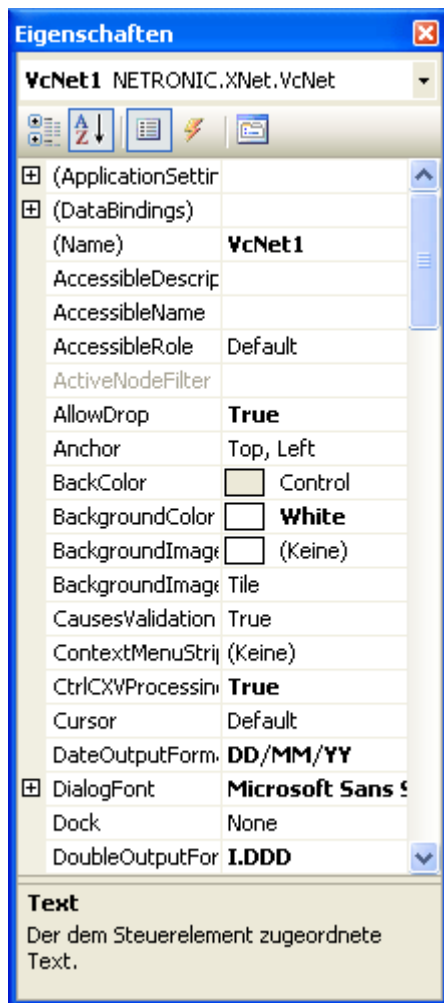 Eigenschaften
VcNet1 NETRONIC.XNet.VcNet
(ApplicationSettin
(DataBindings)
(Name) VcNet1
AccessibleDescrip
AccessibleName
AccessibleRole Default
ActiveNodeFilter
AllowDrop True
Anchor Top, Left
BackColor Control
BackgroundColor White
BackgroundImage (Keine)
BackgroundImage Tile
CausesValidation True
ContextMenuStri (Keine)
CtrlCXVProcessin True
Cursor Default
DateOutputForm DD/MM/YY
DialogFont Microsoft Sans S
Dock None
DoubleOutputFor I.DDD
Text
Der dem Steuerelement zugeordnete
Text.